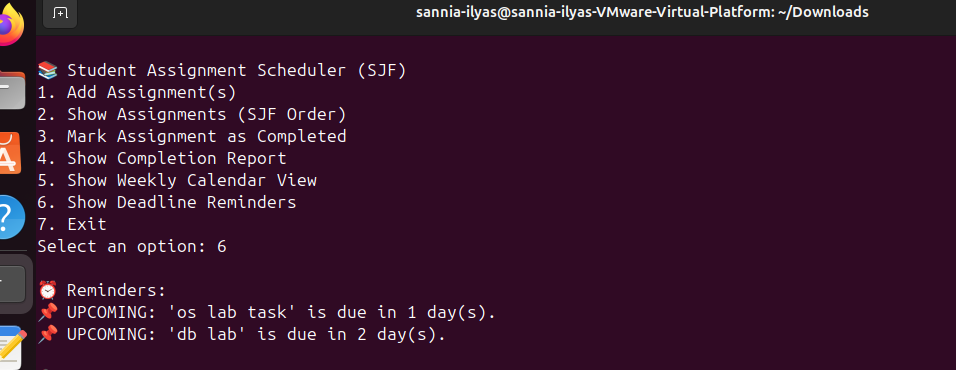 sannia-ilyas@sannia-ilyas-VMware-Virtual-Platform: ~/Downloads
📚 Student Assignment Scheduler (SJF)
1. Add Assignment(s)
2. Show Assignments (SJF Order)
3. Mark Assignment as Completed
4. Show Completion Report
5. Show Weekly Calendar View
6. Show Deadline Reminders
7. Exit
Select an option: 6
⏰ Reminders:
📌 UPCOMING: 'os lab task' is due in 1 day(s).
📌 UPCOMING: 'db lab' is due in 2 day(s).